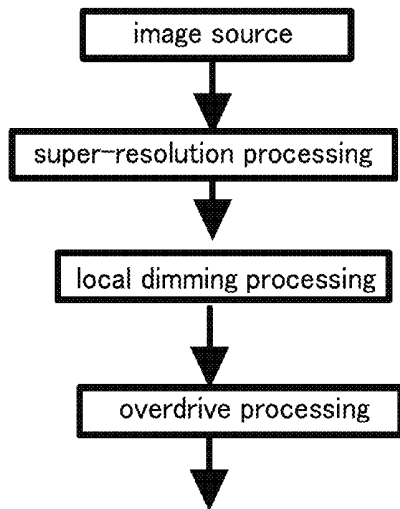 image source
super-resolution processing
local dimming processing
overdrive processing